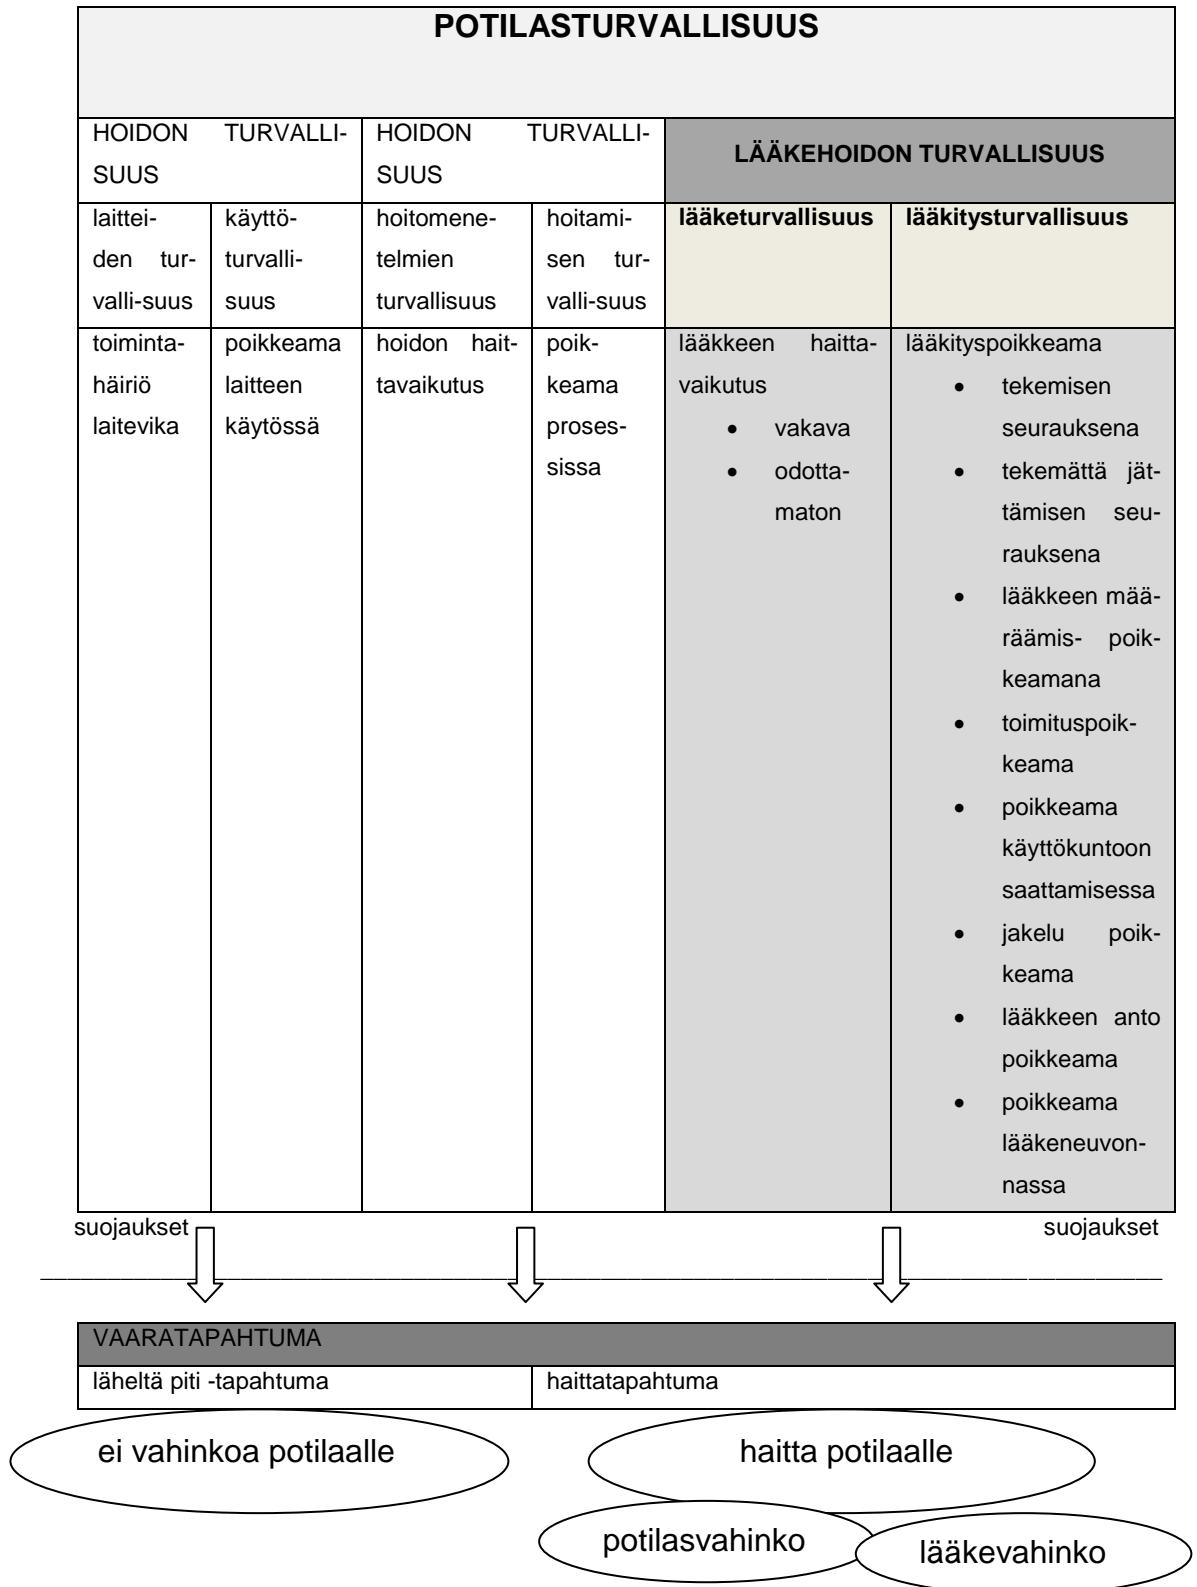 POTILASTURVALLISUUS
HOIDON TURVALLI-
SUUS
HOIDON TURVALLI-
SUUS
LÄÄKEHOIDON TURVALLISUUS
laittei-
den tur-
valli-suus
käyttö-
turvalli-
suus
hoitomene-
telmien
turvallisuus
hoitami-
sen tur-
valli-suus
lääketurvallisuus
lääkitysturvallisuus
toiminta-
häiriö
laitevika
poikkeama
laitteen
käytössä
hoidon hait-
tavaikutus
poik-
keama
proses-
sissa
lääkkeen haitta-
vaikutus
• vakava
• odotta-
maton
lääkityspoikkeama
• tekemisen
seurauksena
• tekemättä jät-
tämisen seu-
rauksena
• lääkkeen mää-
räämis- poik-
keamana
• toimituspoik-
keama
• poikkeama
käyttökuntoon
saattamisessa
• jakelu poik-
keama
• lääkkeen anto
poikkeama
• poikkeama
lääkeneuvon-
nassa
suojaukset suojaukset
VAARATAPAHTUMA
läheltä piti -tapahtuma
haittatapahtuma
ei vahinkoa potilaalle
haitta potilaalle
potilasvahinko
lääkevahinko